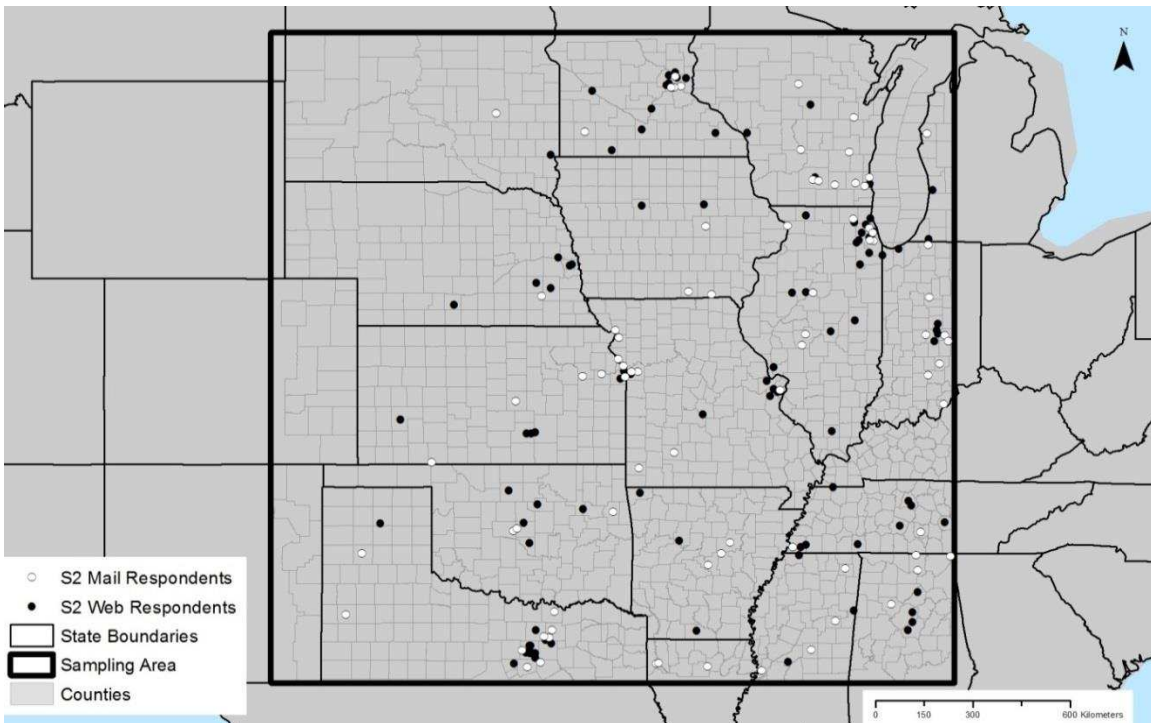 N
S2 Mail Respondents
S2 Web Respondents
State Boundaries
Sampling Area
Counties
0 150 300 600 Kilometers